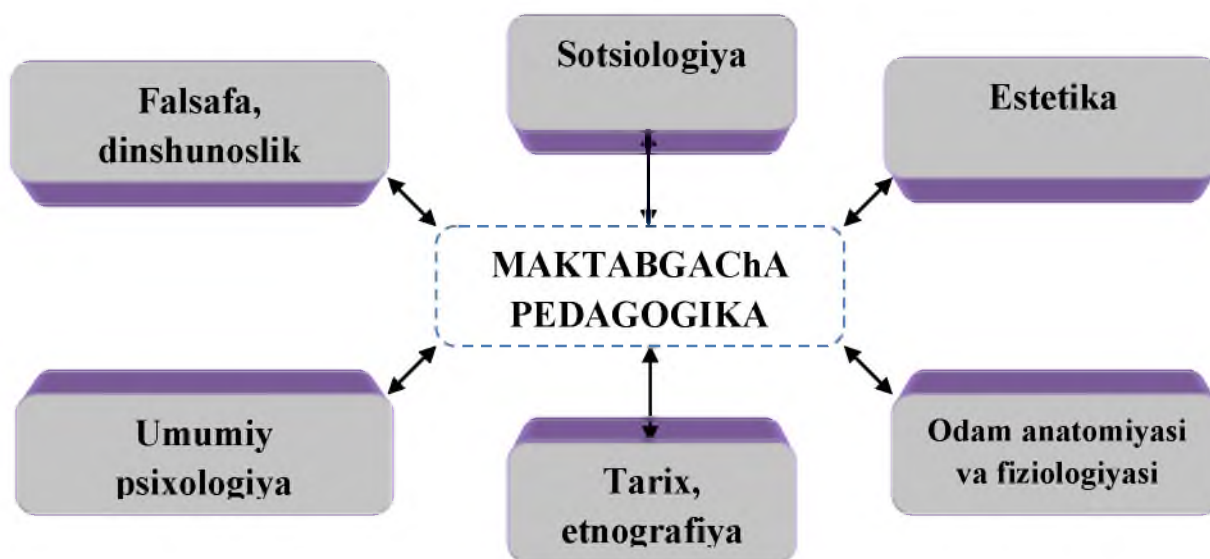 Falsafa,
dinshunoslik
Sotsiologiya
Estetika
MAKTABGAChA
PEDAGOGIKA
Umumiy
psixologiya
Tarix,
etnografiya
Odam anatomiyasi
va fiziologiyasi